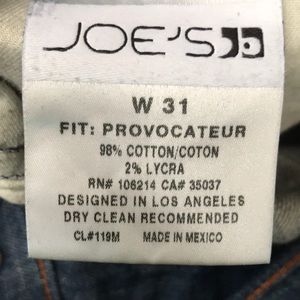 JOE'S
W 31
FIT: PROVOCATEUR
98% COTTON/COTON
2% LYCRA
RN# 106214 CA# 35037
DESIGNED IN LOS ANGELES
DRY CLEAN RECOMMENDED
CL#119M MADE IN MEXICO